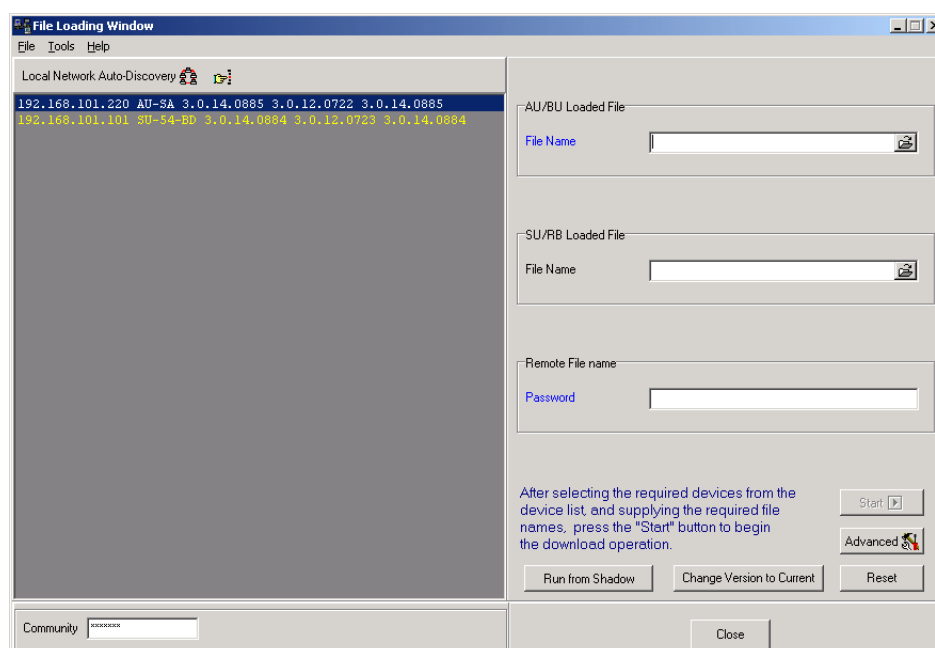 File Loading Window
File Tools Help
Local Network Auto-Discovery
192.168.101.220 AU-SA 3.0.14.0885 3.0.12.0722 3.0.14.0885
192.168.101.101 SU-54-BD 3.0.14.0884 3.0.12.0723 3.0.14.0884
AU/BU Loaded File
File Name
SU/RB Loaded File
File Name
Remote File name
Password
After selecting the required devices from the
device list, and supplying the required file
names, press the "Start" button to begin
the download operation.
Start
Advanced
Run from Shadow
Change Version to Current
Reset
Community xxxxxxx
Close